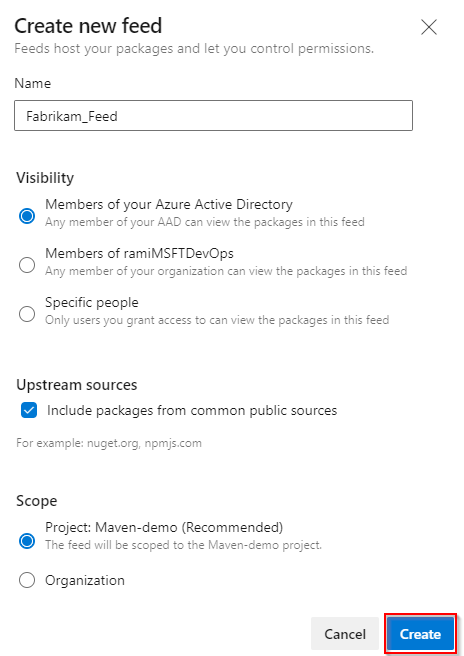 Create new feed
Feeds host your packages and let you control permissions.
Name
Fabrikam_Feed
Visibility
Members of your Azure Active Directory
Any member of your AAD can view the packages in this feed
Members of ramiMSFTDevOps
Any member of your organization can view the packages in this feed
Specific people
Only users you grant access to can view the packages in this feed
Upstream sources
Include packages from common public sources
For example: nuget.org, npmjs.com
Scope
Project: Maven-demo (Recommended)
The feed will be scoped to the Maven-demo project.
Organization
Cancel Create